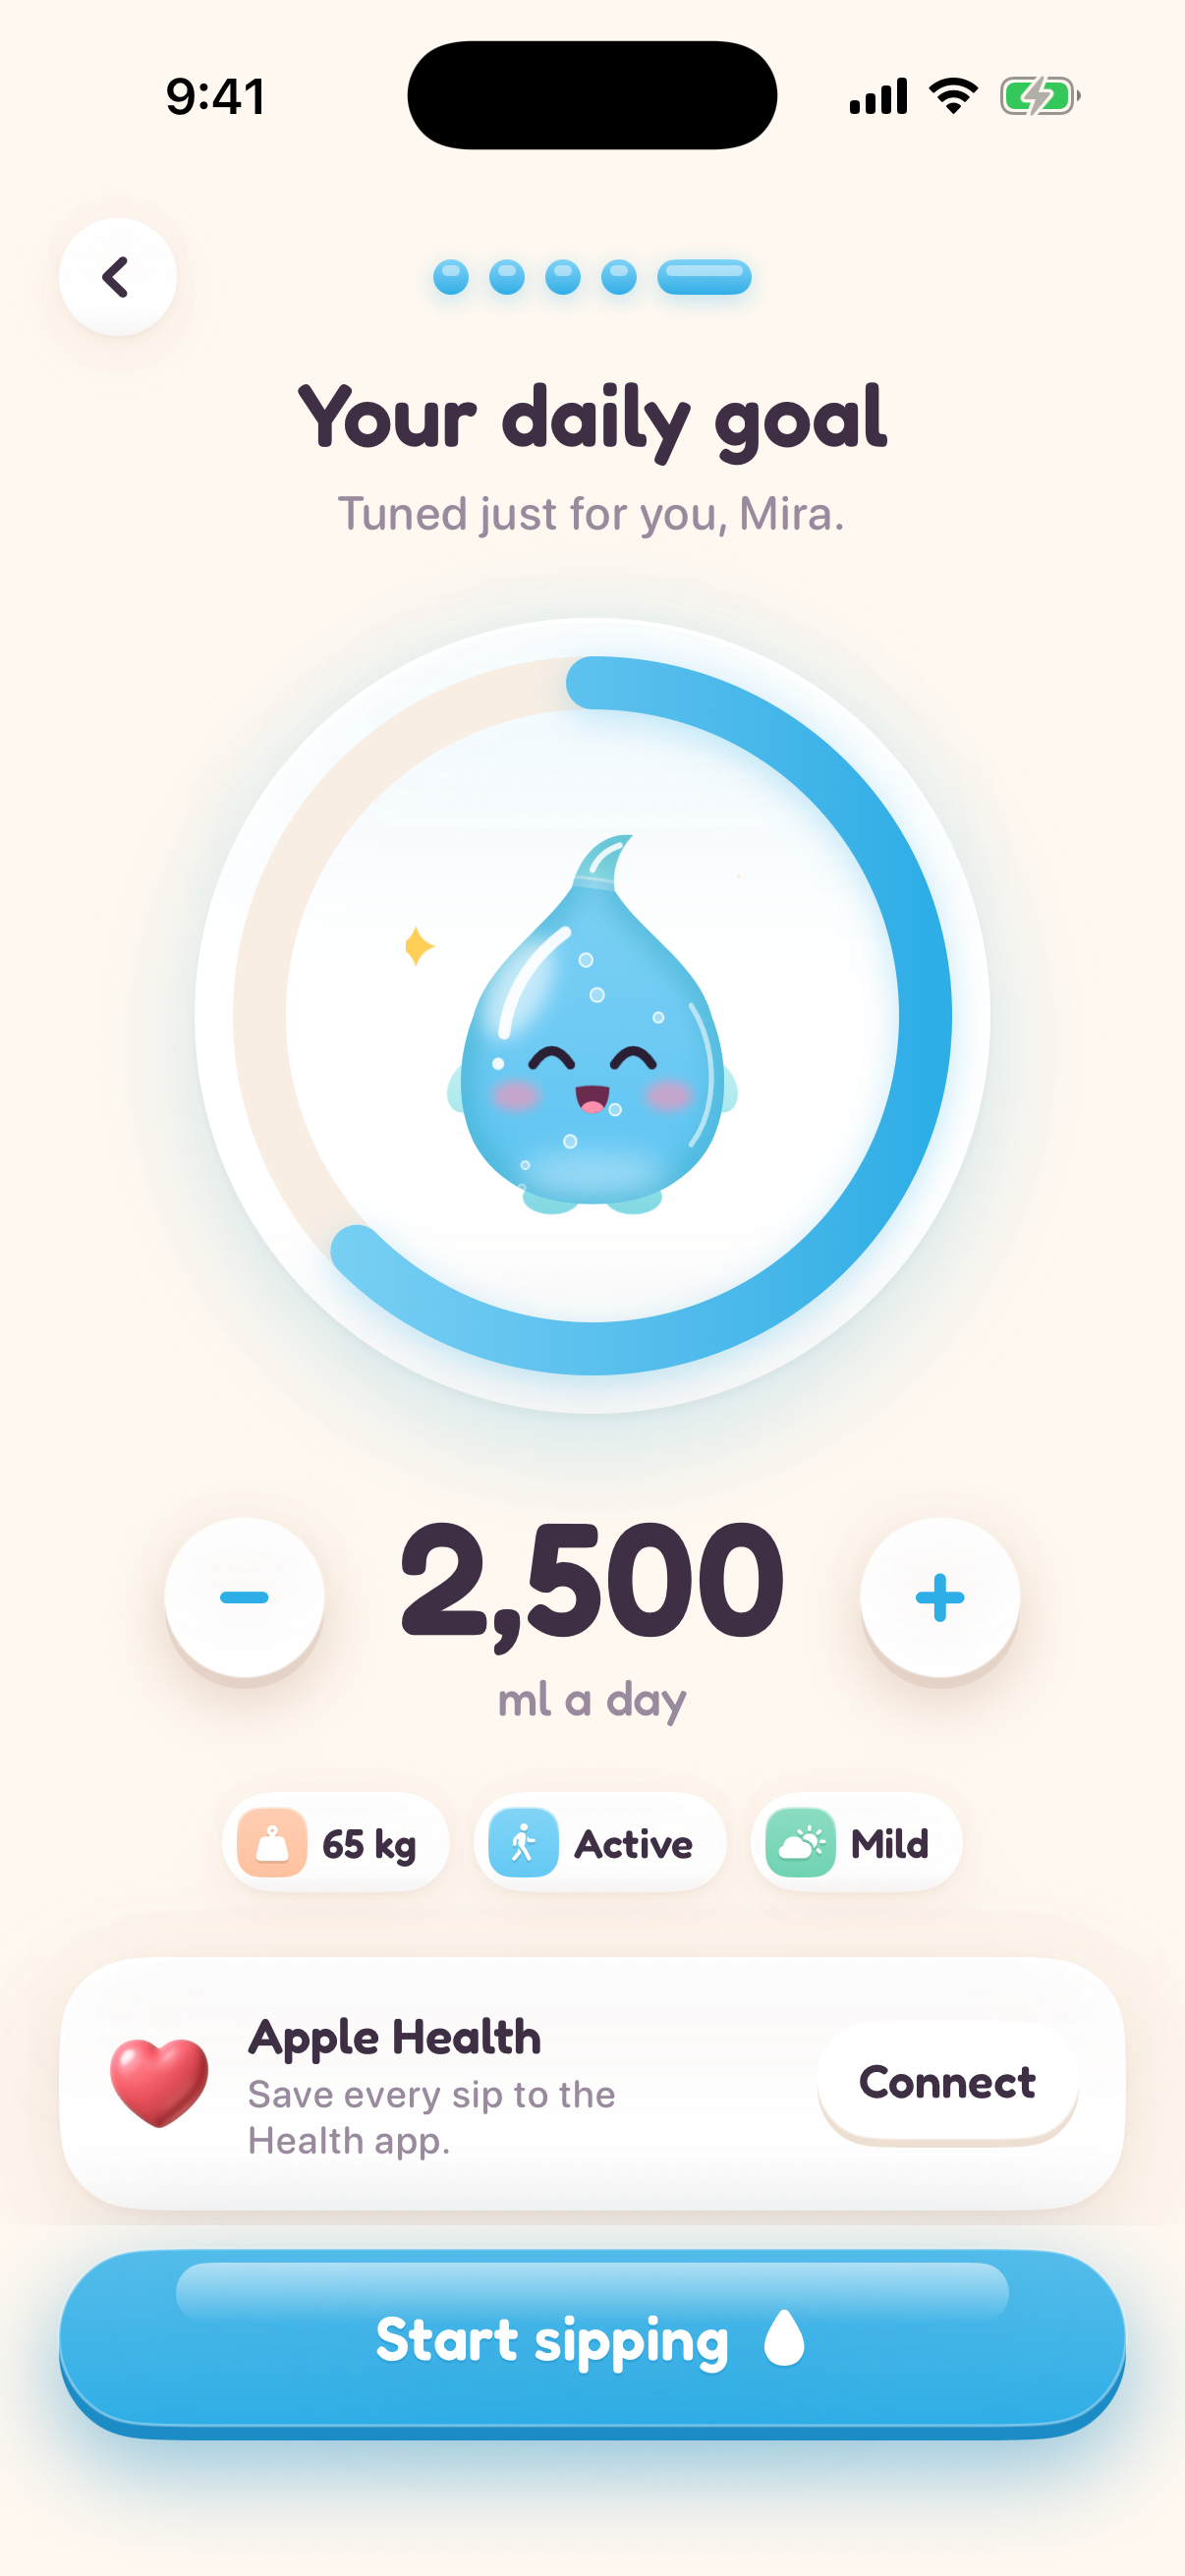 9:41
Your daily goal
Tuned just for you, Mira.
2,500
ml a day
65 kg
Active
Mild
Apple Health
Save every sip to the
Health app.
Connect
Start sipping